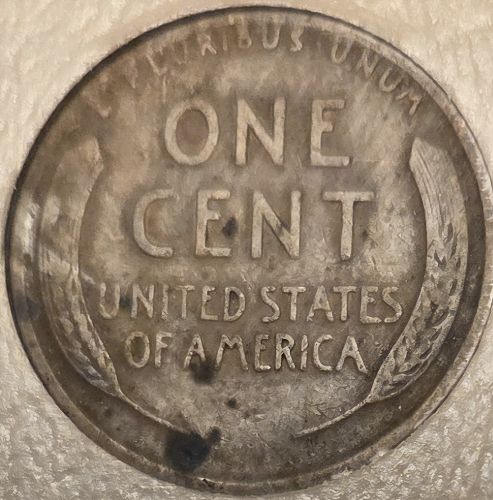 E PLURIBUS UNUM
ONE
CENT
UNITED STATES
OF AMERICA